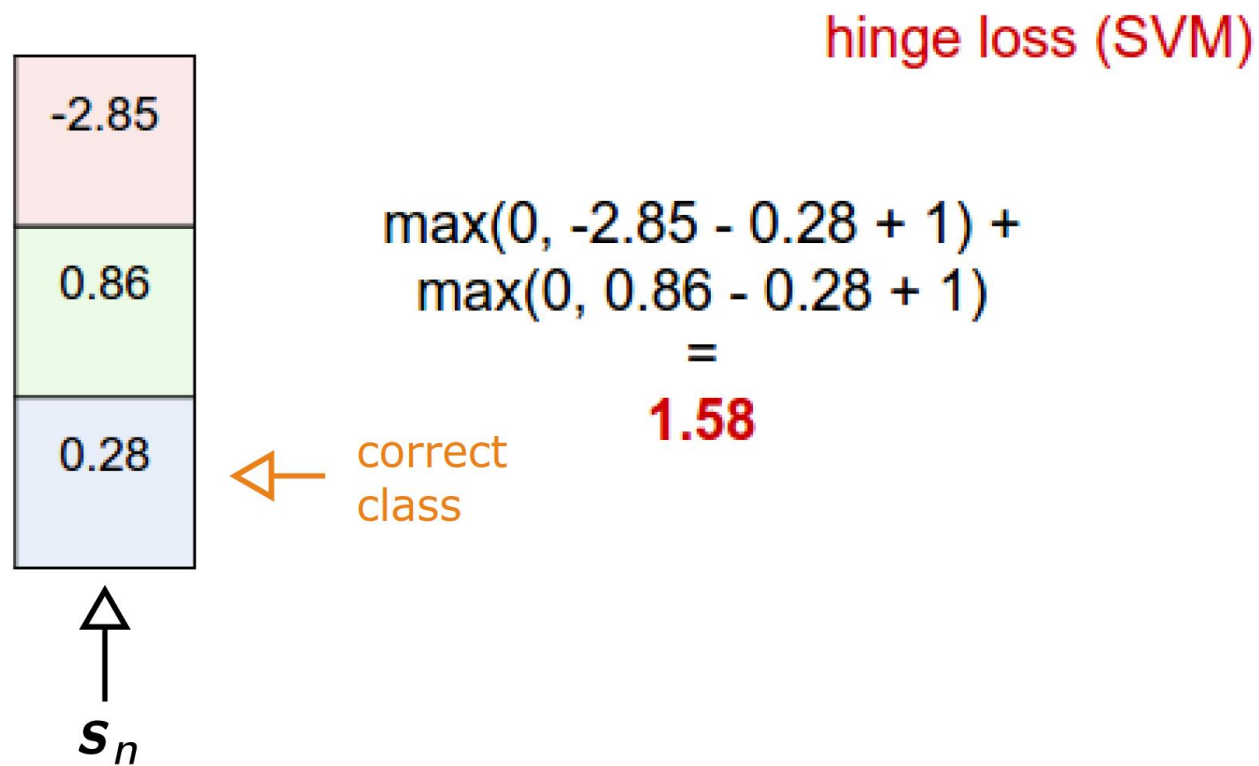 hinge loss (SVM)
-2.85
0.86
0.28
max(0, -2.85 - 0.28 + 1) +
max(0, 0.86 - 0.28 + 1)
=
1.58
correct
class
sn